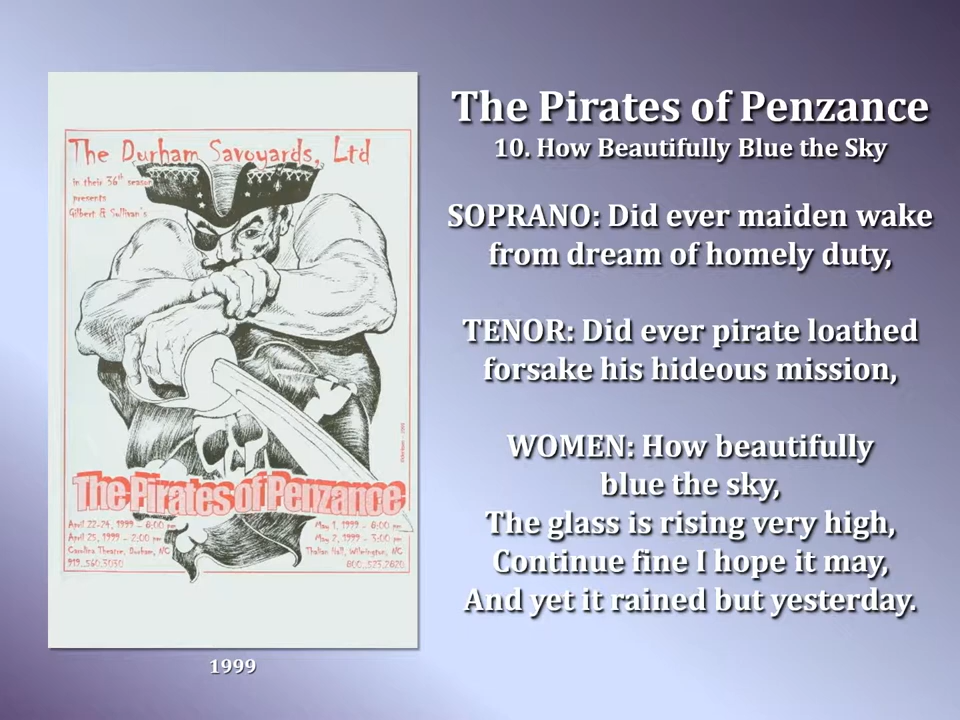 The Durham Savoyards, Ltd
in their 36th season
presents
Gilbert & Sullivan's
The Pirates of Penzance
April 22-24, 1999 – 8:00 pm
April 25, 1999 – 2:00 pm
Carolina Theatre, Durham, NC
919..560.3030
May 1, 1999 – 8:00 pm
May 2, 1999 – 3:00 pm
Thalian Hall, Wilmington, NC
800..523.2820
1999
The Pirates of Penzance
10. How Beautifully Blue the Sky
SOPRANO: Did ever maiden wake
from dream of homely duty,
TENOR: Did ever pirate loathed
forsake his hideous mission,
WOMEN: How beautifully
blue the sky,
The glass is rising very high,
Continue fine I hope it may,
And yet it rained but yesterday.